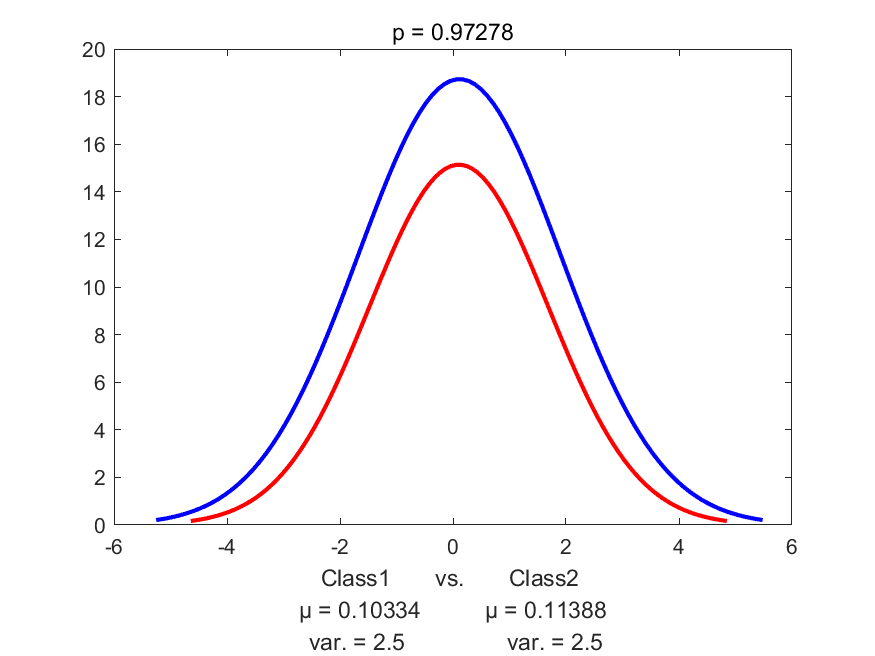 p = 0.97278
20
18
16
14
12
10
8
6
4
2
0
-6 -4 -2 0 2 4 6
Class1 vs. Class2
μ = 0.10334 μ = 0.11388
var. = 2.5 var. = 2.5